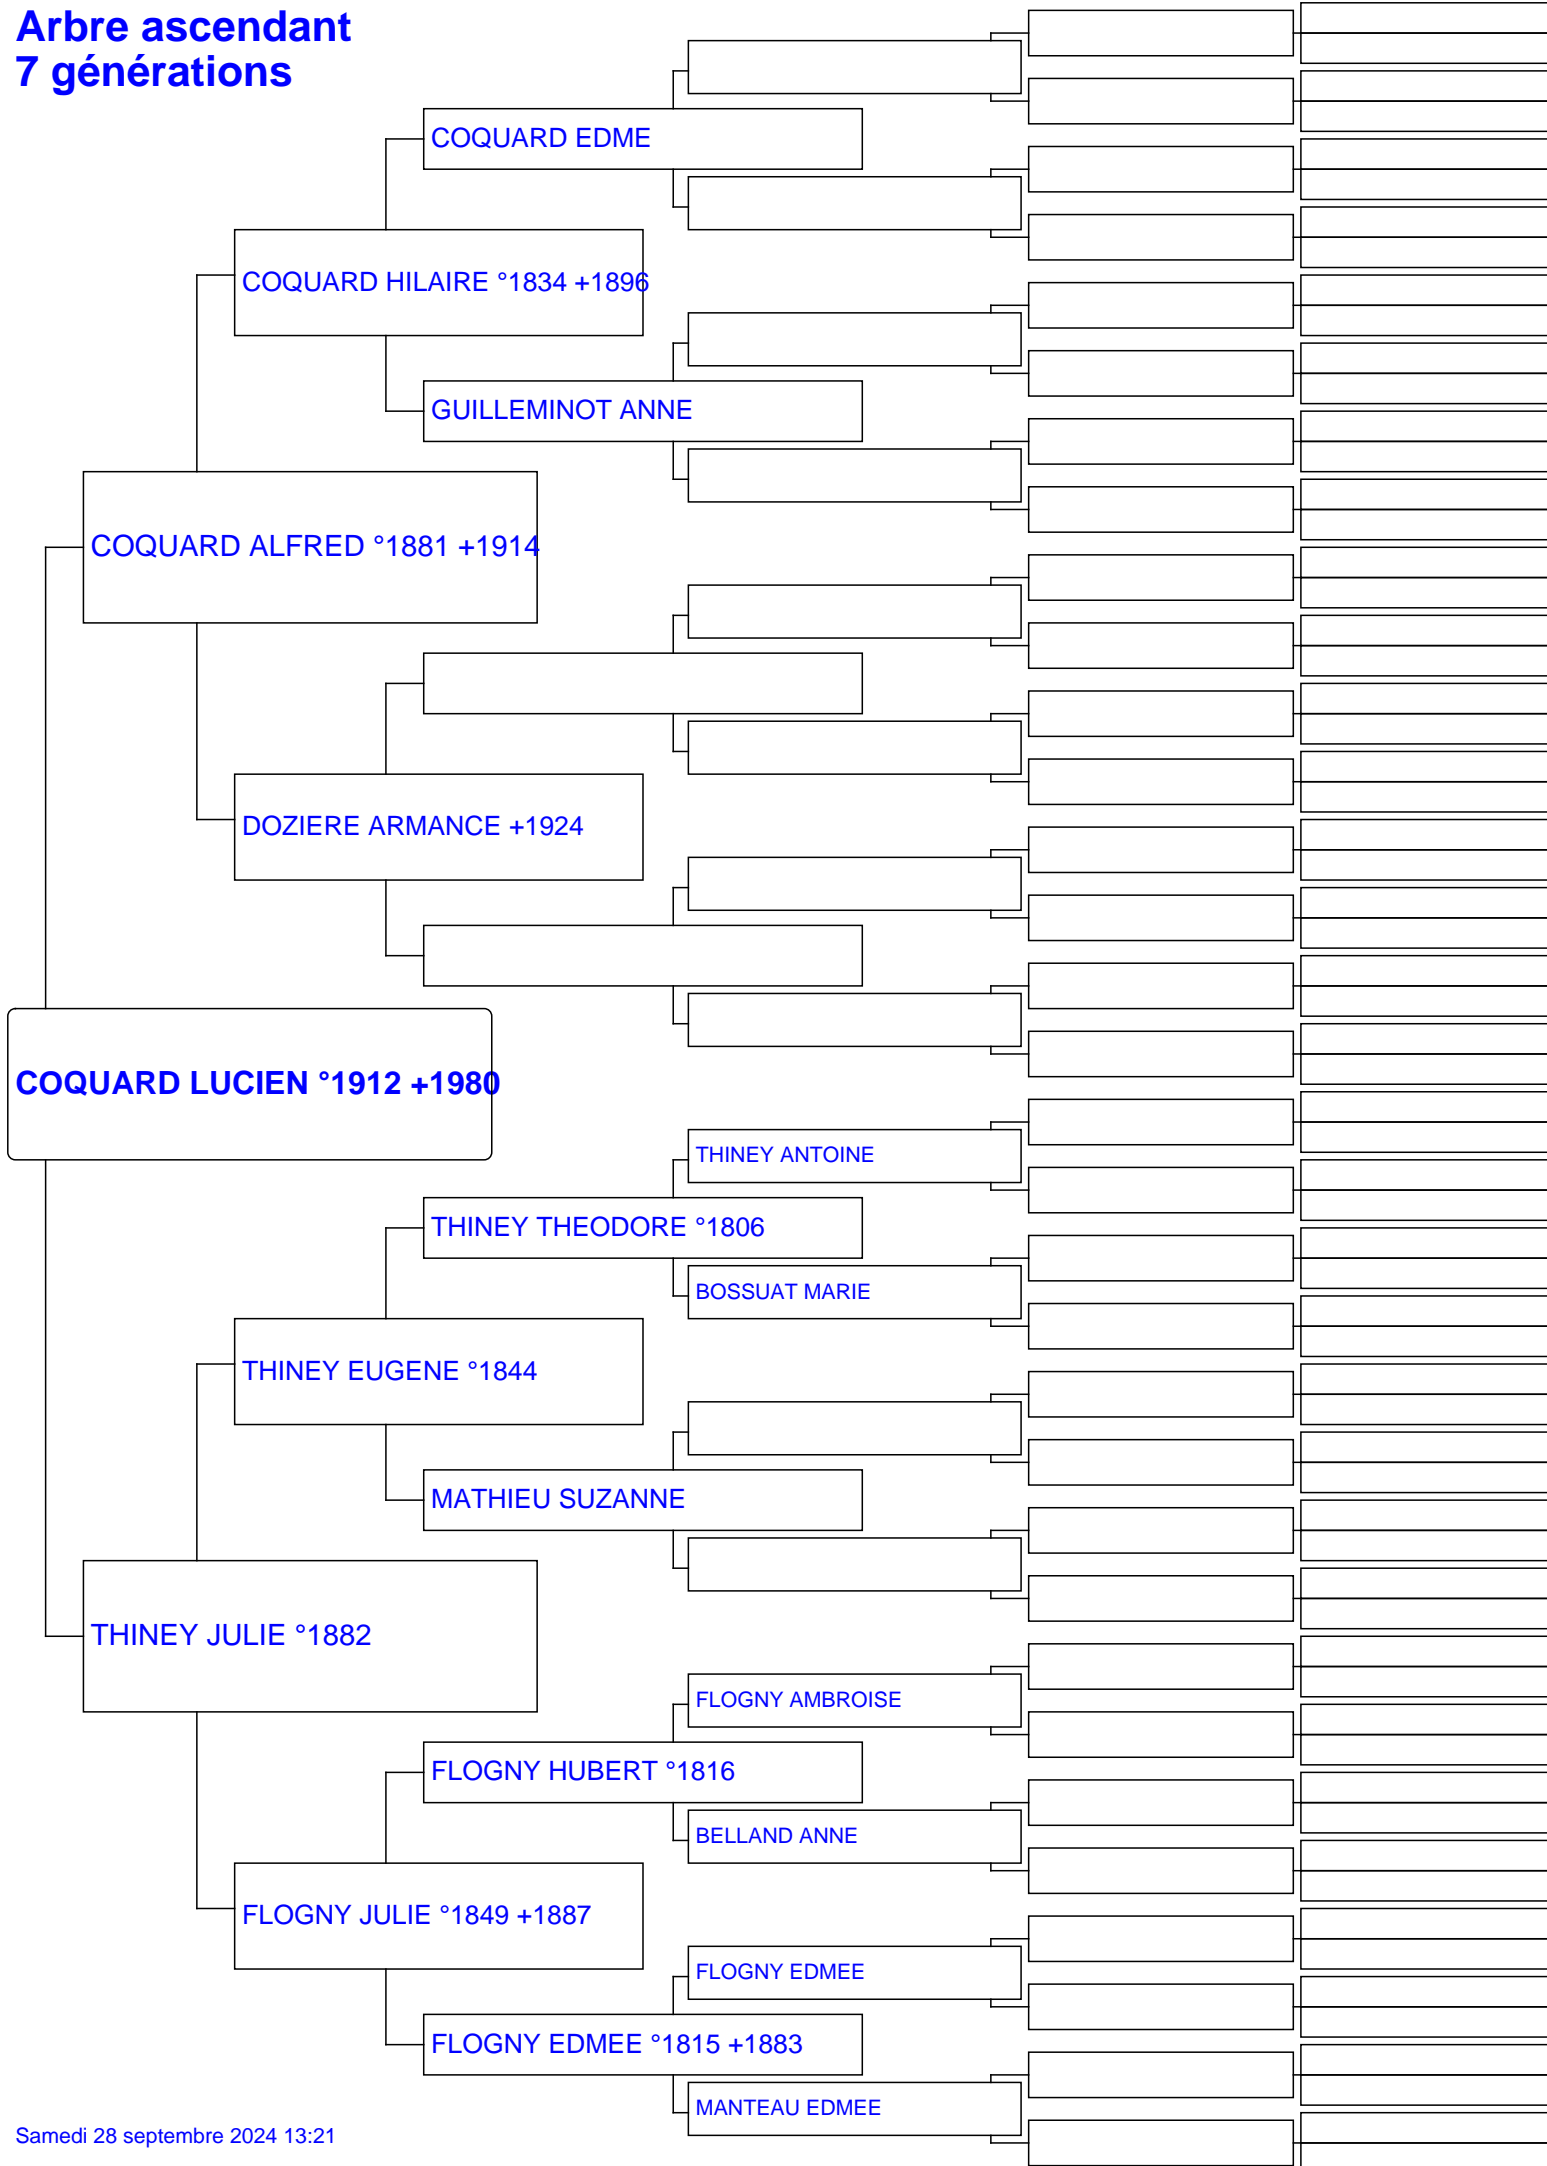 Arbre ascendant
7 générations
COQUARD EDME
COQUARD HILAIRE °1834 +1896
GUILLEMINOT ANNE
COQUARD ALFRED °1881 +1914
DOZIERE ARMANCE +1924
COQUARD LUCIEN °1912 +1980
THINEY ANTOINE
THINEY THEODORE °1806
BOSSUAT MARIE
THINEY EUGENE °1844
MATHIEU SUZANNE
THINEY JULIE °1882
FLOGNY AMBROISE
FLOGNY HUBERT °1816
BELLAND ANNE
FLOGNY JULIE °1849 +1887
FLOGNY EDMEE
FLOGNY EDMEE °1815 +1883
MANTEAU EDMEE
Samedi 28 septembre 2024 13:21